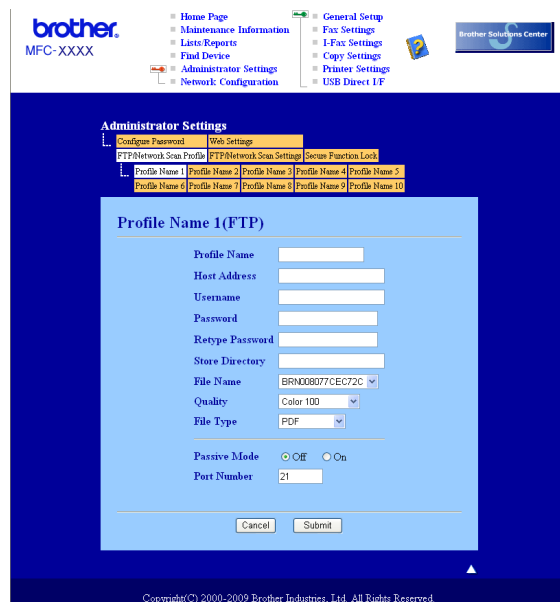 brother.
MFC-XXXX
Home Page
Maintenance Information
Lists/Reports
Find Device
Administrator Settings
Network Configuration
General Setup
Fax Settings
I-Fax Settings
Copy Settings
Printer Settings
USB Direct I/F
?
Brother Solutions Center
Administrator Settings
Configure Password Web Settings
FTP/Network Scan Profile FTP/Network Scan Settings Secure Function Lock
Profile Name 1 Profile Name 2 Profile Name 3 Profile Name 4 Profile Name 5
Profile Name 6 Profile Name 7 Profile Name 8 Profile Name 9 Profile Name 10
Profile Name 1(FTP)
Profile Name
Host Address
Username
Password
Retype Password
Store Directory
File Name BRN008077CEC72C
Quality Color 100
File Type PDF
Passive Mode Off On
Port Number 21
Cancel Submit
Copyright(C) 2000-2009 Brother Industries, Ltd. All Rights Reserved.